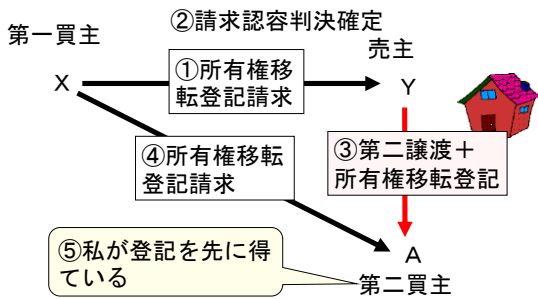 ②請求認容判決確定
第一買主
売主
X
①所有権移
転登記請求
Y
③第二譲渡＋
所有権移転登記
④所有権移転
登記請求
⑤私が登記を先に得
ている
A
第二買主